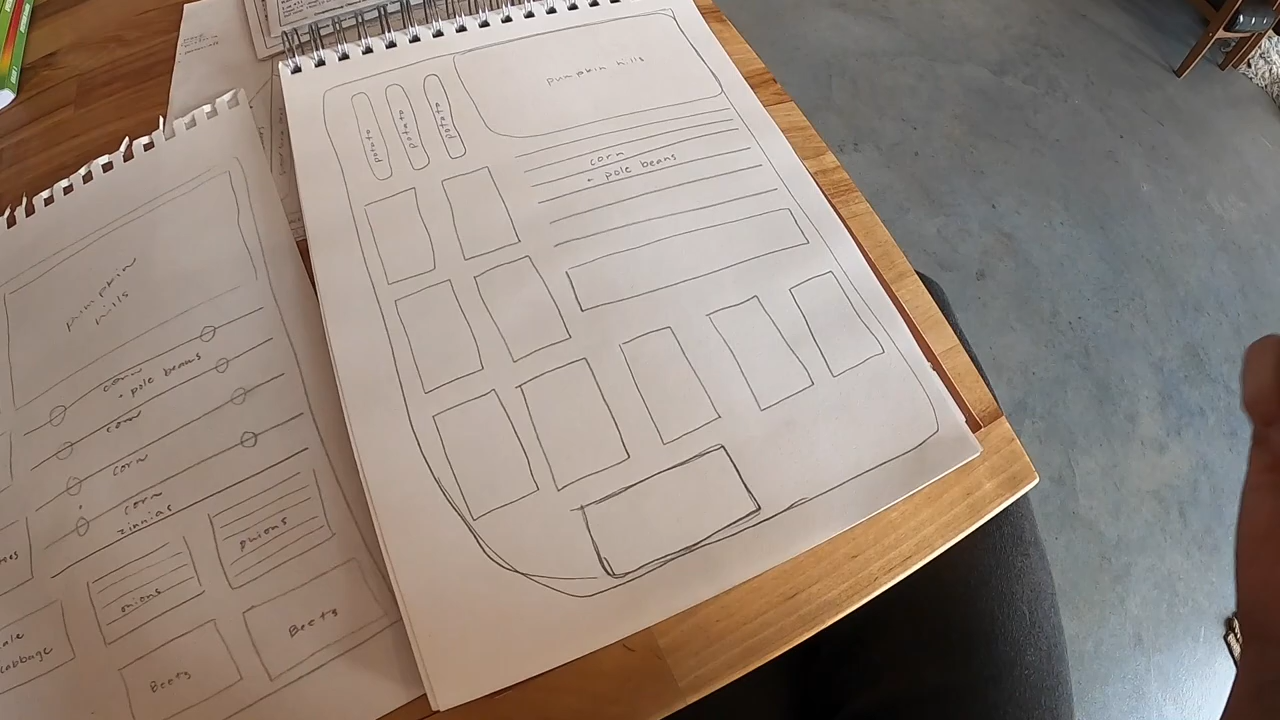 pumpkin
hills
corn
- pole beans
corn
corn
corn
zinnias
onions
onions
Beets
Beets
cabbage
pumpkin hills
potato
potato
potato
corn
- pole beans